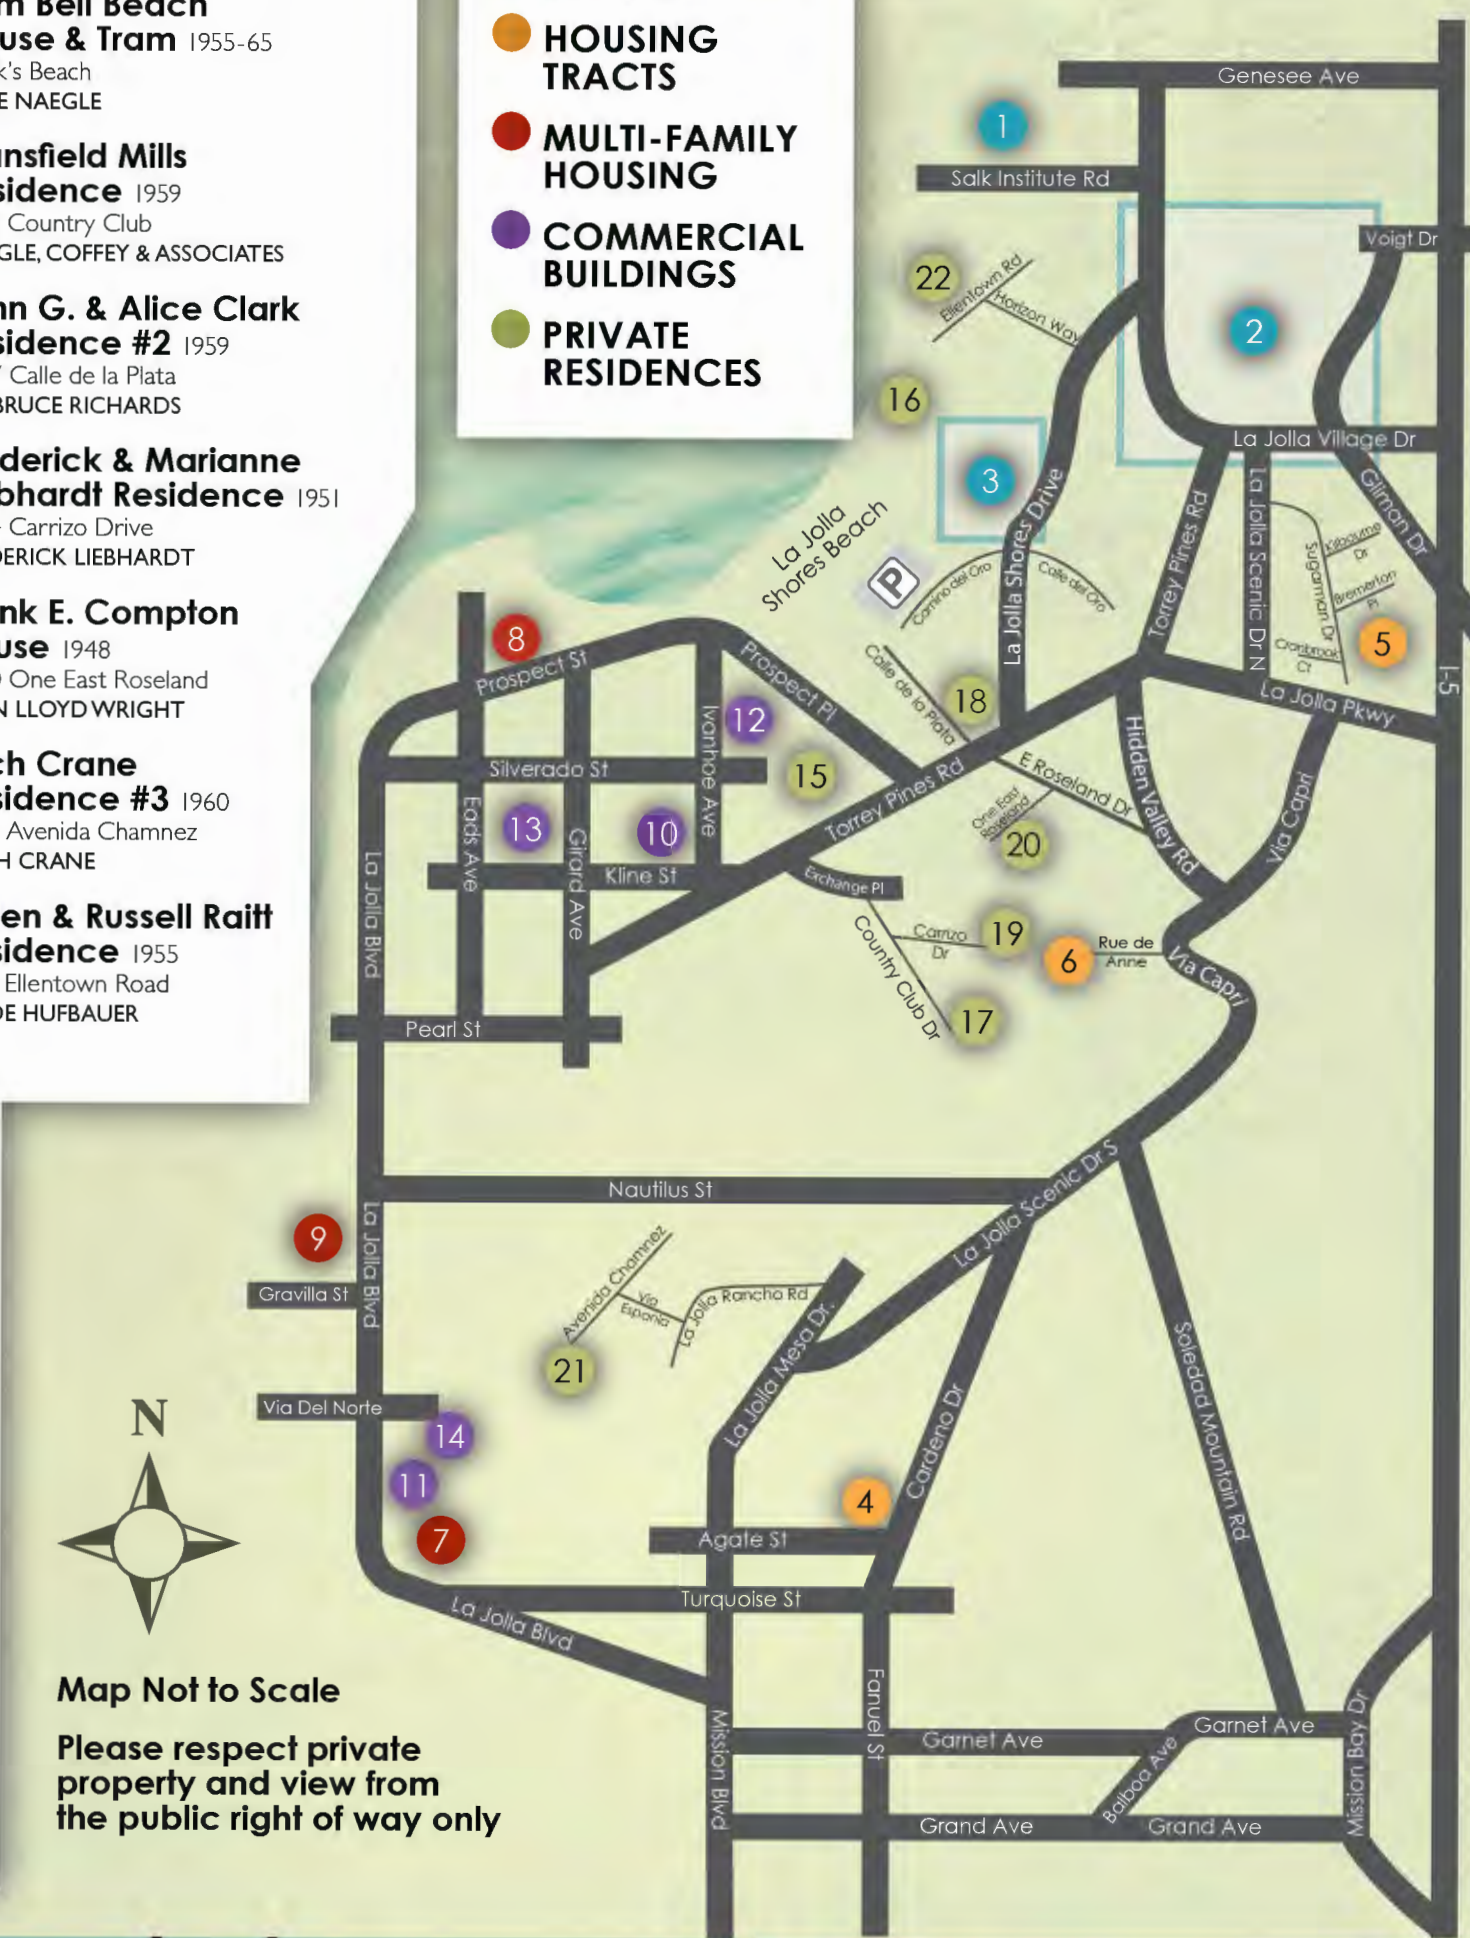 m Bell Beach
use & Tram 1955-65
k's Beach
E NAEGLE
nsfield Mills
sidence 1959
Country Club
GLE, COFFEY & ASSOCIATES
nn G. & Alice Clark
sidence #2 1959
Calle de la Plata
BRUCE RICHARDS
derick & Marianne
bhardt Residence 1951
Carrizo Drive
DERICK LIEBHARDT
nk E. Compton
use 1948
One East Roseland
N LLOYD WRIGHT
ch Crane
sidence #3 1960
Avenida Chamnez
H CRANE
en & Russell Raitt
sidence 1955
Ellentown Road
DE HUFBAUER
HOUSING
TRACTS
MULTI-FAMILY
HOUSING
COMMERCIAL
BUILDINGS
PRIVATE
RESIDENCES
Genesee Ave
1
Salk Institute Rd
Voigt Dr
22
Ellentown Rd
Horizon Way
2
16
La Jolla Village Dr
3
La Jolla Shores Drive
Torrey Pines Rd
La Jolla Scenic Dr N
Gilman Dr
Sugarman Dr
Kilbourne
Dr
Bremerton
Pl
Cranbrook
Ct
5
I-5
La Jolla
Shores Beach
P
Camino del Oro
Calle del Oro
8
Prospect St
Prospect Pl
Calle de la Plata
18
La Jolla Pkwy
12
Ivanhoe Ave
15
Silverado St
Torrey Pines Rd
E Roseland Dr
Hidden Valley Rd
Via Capri
One East
Roseland
20
13
10
Eads Ave
Girard Ave
Kline St
Exchange Pl
La Jolla Blvd
Country Club Dr
Carrizo
Dr
19
6
Rue de
Anne
Via Capri
17
Pearl St
Nautilus St
La Jolla Scenic Dr S
9
Gravilla St
La Jolla Blvd
Avenida Chamnez
Via
Espania
La Jolla Rancho Rd
La Jolla Mesa Dr.
21
Via Del Norte
14
11
7
Cardeno Dr
Soledad Mountain Rd
4
Agate St
Turquoise St
La Jolla Blvd
Mission Blvd
Fanuel St
Garnet Ave
Garnet Ave
Balboa Ave
Mission Bay Dr
Grand Ave
Grand Ave
N
Map Not to Scale
Please respect private
property and view from
the public right of way only